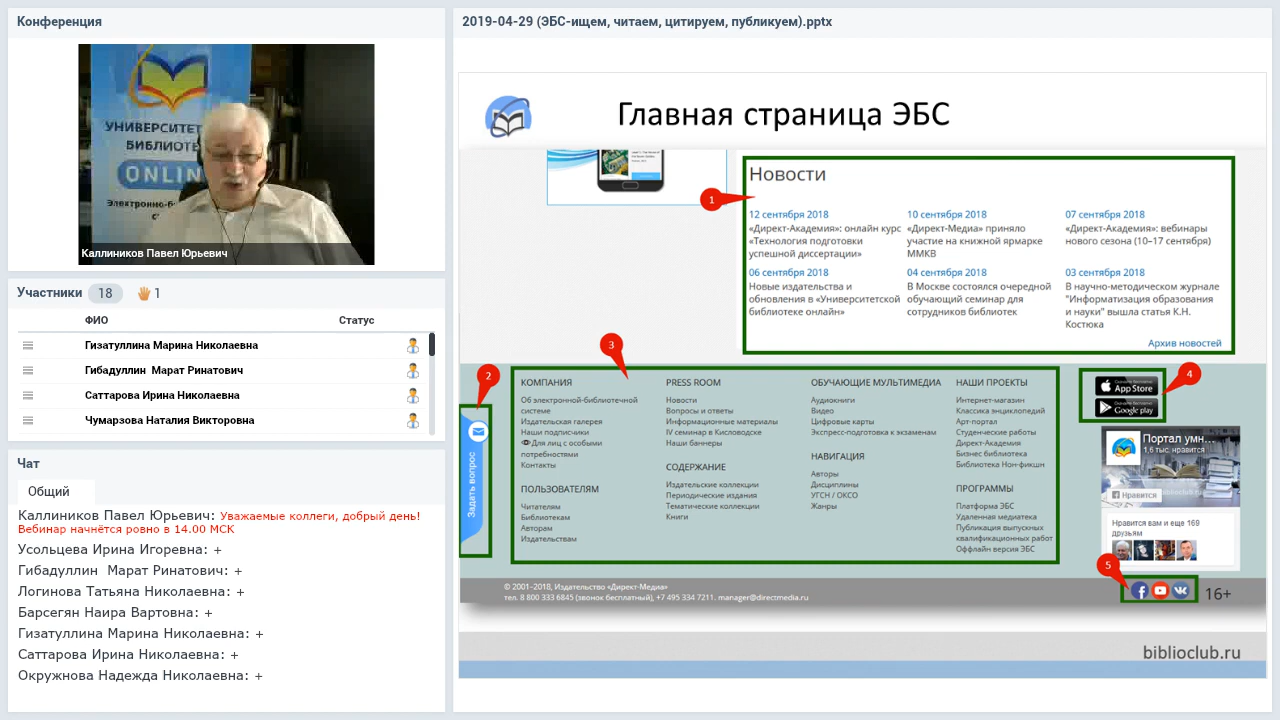 Конференция
УНИВЕРСИТЕТ
БИБЛИОТЕ
ONLIN
Электронно-б
Каллиников Павел Юрьевич
Участники 18 1
ФИО Статус
Гизатуллина Марина Николаевна
Гибадуллин Марат Ринатович
Саттарова Ирина Николаевна
Чумарзова Наталия Викторовна
Чат
Общий
Каллиников Павел Юрьевич: Уважаемые коллеги, добрый день!
Вебинар начнётся ровно в 14.00 МСК
Усольцева Ирина Игоревна: +
Гибадуллин Марат Ринатович: +
Логинова Татьяна Николаевна: +
Барсегян Наира Вартовна: +
Гизатуллина Марина Николаевна: +
Саттарова Ирина Николаевна: +
Окружнова Надежда Николаевна: +
2019-04-29 (ЭБС-ищем, читаем, цитируем, публикуем).pptx
Главная страница ЭБС
1
Новости
12 сентября 2018
«Директ-Академия»: онлайн курс
«Технология подготовки
успешной диссертации»
10 сентября 2018
«Директ-Медиа» приняло
участие на книжной ярмарке
ММКВ
07 сентября 2018
«Директ-Академия»: вебинары
нового сезона (10–17 сентября)
06 сентября 2018
Новые издательства и
обновления в «Университетской
библиотеке онлайн»
04 сентября 2018
В Москве состоялся очередной
обучающий семинар для
сотрудников библиотек
03 сентября 2018
В научно-методическом журнале
"Информатизация образования
и науки" вышла статья К.Н.
Костюка
Архив новостей
2
Задать вопрос
3
КОМПАНИЯ
Об электронной-библиотечной
системе
Издательская галерея
Наши подписчики
Для лиц с особыми
потребностями
Контакты
ПОЛЬЗОВАТЕЛЯМ
Читателям
Библиотекам
Авторам
Издательствам
PRESS ROOM
Новости
Вопросы и ответы
Информационные материалы
IV семинар в Кисловодске
Наши баннеры
СОДЕРЖАНИЕ
Издательские коллекции
Периодические издания
Тематические коллекции
Книги
ОБУЧАЮЩИЕ МУЛЬТИМЕДИА
Аудиокниги
Видео
Цифровые карты
Экспресс-подготовка к экзаменам
НАВИГАЦИЯ
Авторы
Дисциплины
УГСН / ОКСО
Жанры
НАШИ ПРОЕКТЫ
Интернет-магазин
Классика энциклопедий
Арт-портал
Студенческие работы
Директ-Академия
Бизнес библиотека
Библиотека Нон-фикшн
ПРОГРАММЫ
Платформа ЭБС
Удаленная медиатека
Публикация выпускных
квалификационных работ
Оффлайн версия ЭБС
4
App Store
Google play
Портал умн...
1,6 тыс. нравится
biblioclub.ru
Нравится
Нравится вам и еще 169
друзьям
5
16+
© 2001–2018, Издательство «Директ-Медиа»
тел. 8 800 333 6845 (звонок бесплатный), +7 495 334 7211. manager@directmedia.ru
biblioclub.ru